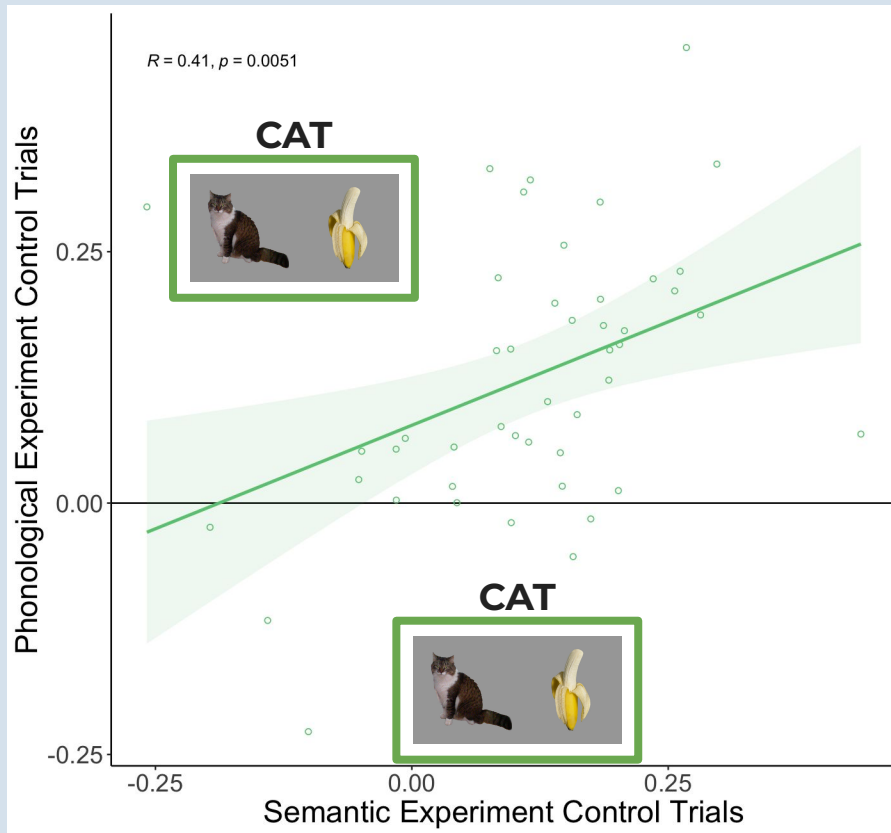 R = 0.41, p = 0.0051
CAT
Phonological Experiment Control Trials
0.25
0.00
CAT
-0.25
-0.25
0.00
0.25
Semantic Experiment Control Trials